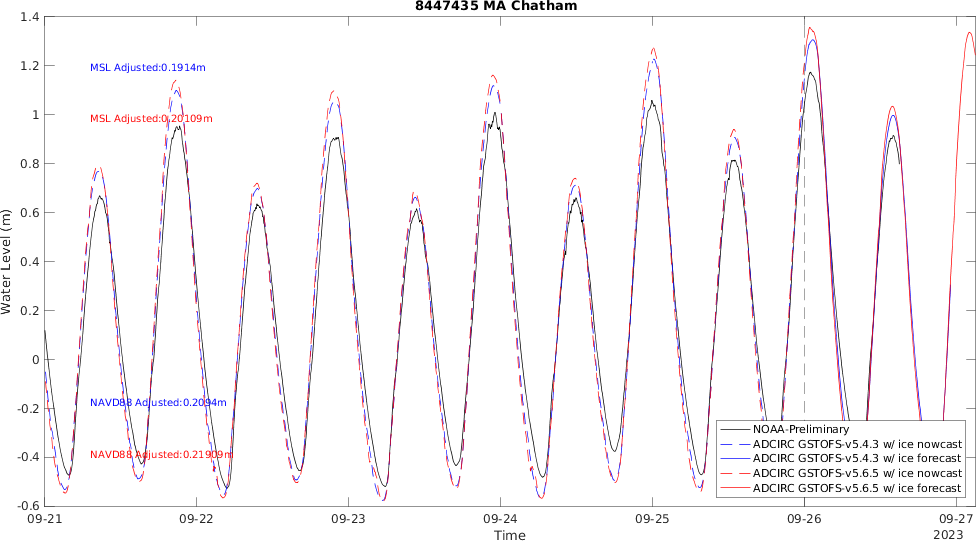 8447435 MA Chatham
1.4
1.2
1
0.8
0.6
0.4
0.2
0
-0.2
-0.4
-0.6
Water Level (m)
MSL Adjusted:0.1914m
MSL Adjusted:0.20109m
NAVD88 Adjusted:0.2094m
NAVD88 Adjusted:0.21909m
NOAA-Preliminary
ADCIRC GSTOFS-v5.4.3 w/ ice nowcast
ADCIRC GSTOFS-v5.4.3 w/ ice forecast
ADCIRC GSTOFS-v5.6.5 w/ ice nowcast
ADCIRC GSTOFS-v5.6.5 w/ ice forecast
09-21 09-22 09-23 09-24 09-25 09-26 09-27
Time
2023